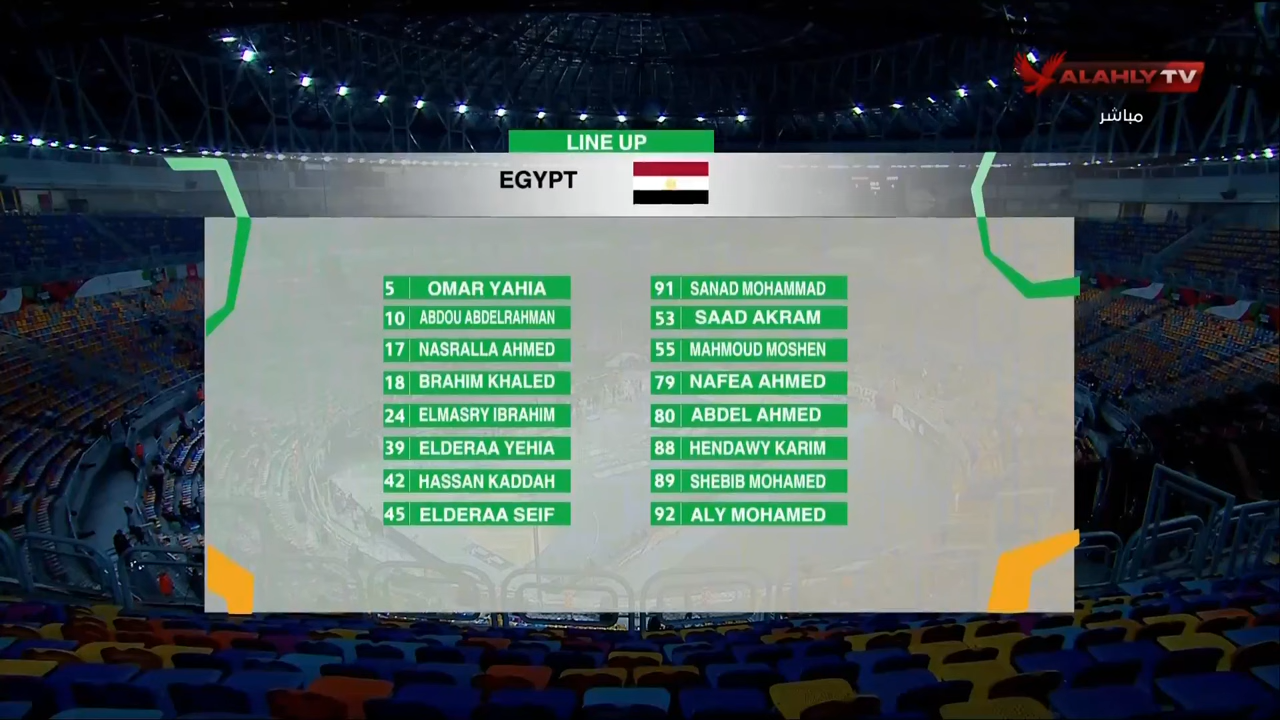 ALAHLY TV
مباشر
LINE UP
EGYPT
5 OMAR YAHIA
10 ABDOU ABDELRAHMAN
17 NASRALLA AHMED
18 BRAHIM KHALED
24 ELMASRY IBRAHIM
39 ELDERAA YEHIA
42 HASSAN KADDAH
45 ELDERAA SEIF
91 SANAD MOHAMMAD
53 SAAD AKRAM
55 MAHMOUD MOSHEN
79 NAFEA AHMED
80 ABDEL AHMED
88 HENDAWY KARIM
89 SHEBIB MOHAMED
92 ALY MOHAMED